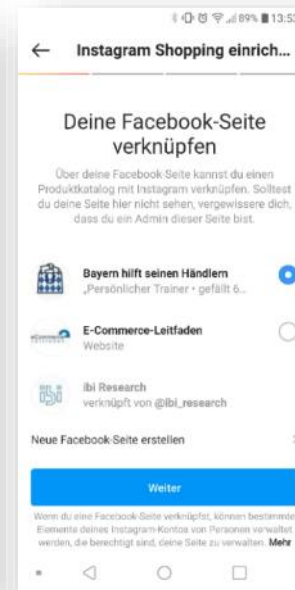 89% 13:53
Instagram Shopping einrich...
Deine Facebook-Seite
verknüpfen
Über deine Facebook-Seite kannst du einen
Produktkatalog mit Instagram verknüpfen. Solltest
du deine Seite hier nicht sehen, vergewissere dich,
dass du ein Admin dieser Seite bist.
Bayern hilft seinen Händlern
„Persönlicher Trainer • gefällt 6...
E-Commerce-Leitfaden
Website
ibi Research
verknüpft von @ibi_research
Neue Facebook-Seite erstellen
Weiter
Wenn du eine Facebook-Seite verknüpfst, können bestimmte
Elemente deines Instagram-Kontos von Personen verwaltet
werden, die berechtigt sind, deine Seite zu verwalten. Mehr